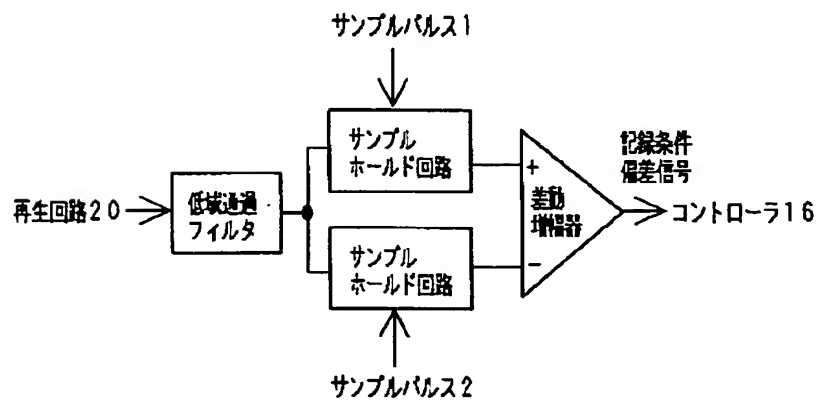 サンプルパルス1
サンプル
ホールド回路
記録条件
偏差信号
再生回路20
低域通過
フィルタ
+
差動
増幅器
-
コントローラ16
サンプル
ホールド回路
サンプルパルス2